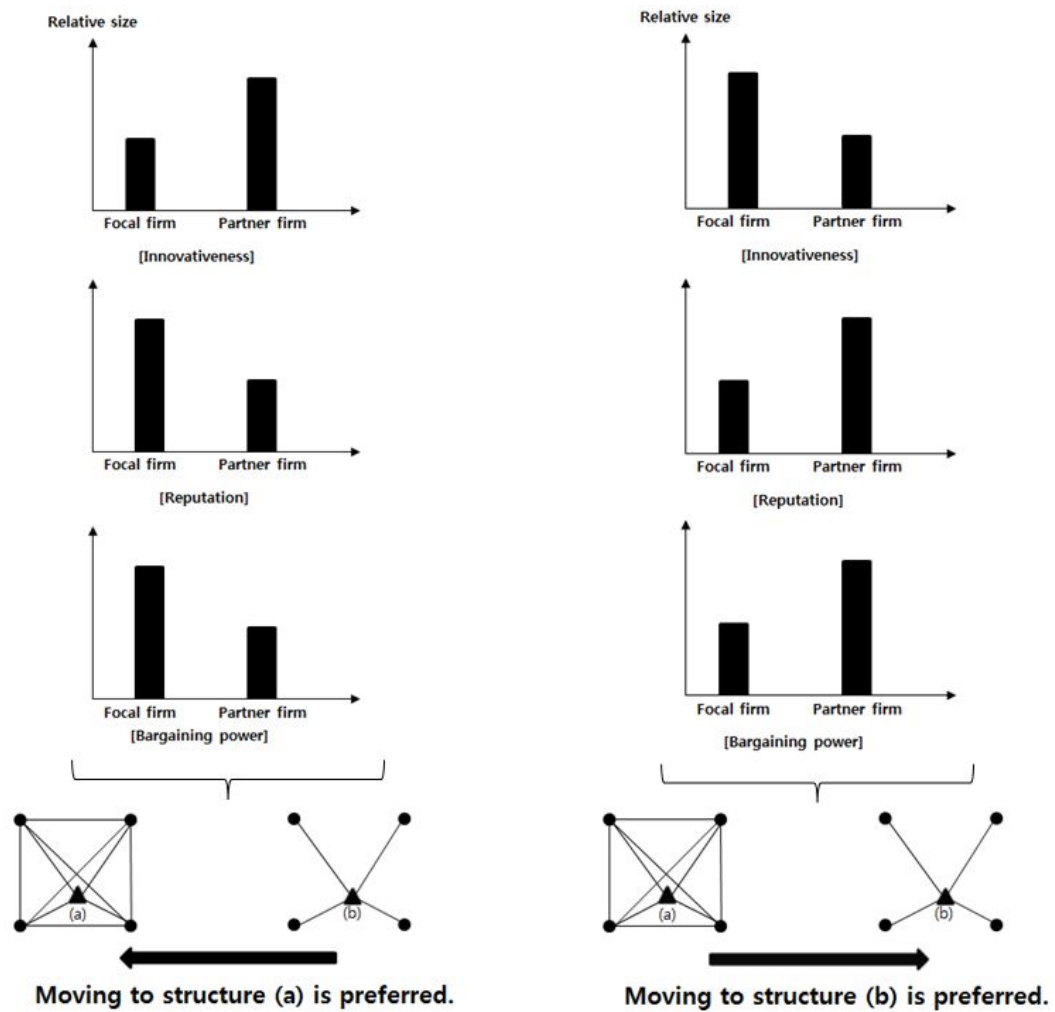 Relative size
Focal firm Partner firm
[Innovativeness]
Focal firm Partner firm
[Reputation]
Focal firm Partner firm
[Bargaining power]
(a) (b)
Moving to structure (a) is preferred.
Relative size
Focal firm Partner firm
[Innovativeness]
Focal firm Partner firm
[Reputation]
Focal firm Partner firm
[Bargaining power]
(a) (b)
Moving to structure (b) is preferred.